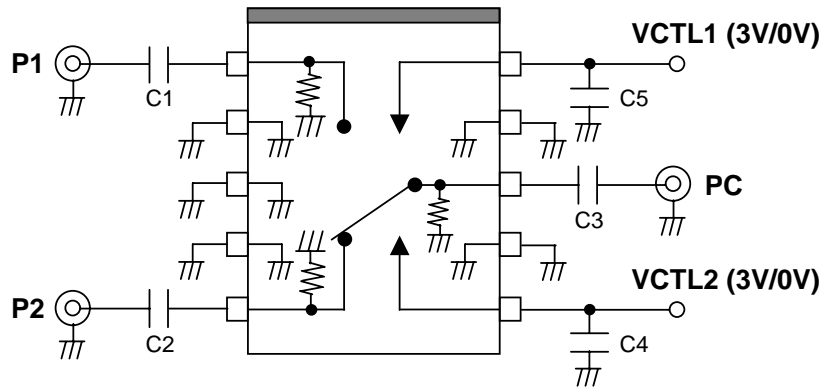 VCTL1 (3V/0V)
P1
C1
C5
PC
C3
VCTL2 (3V/0V)
P2
C2
C4